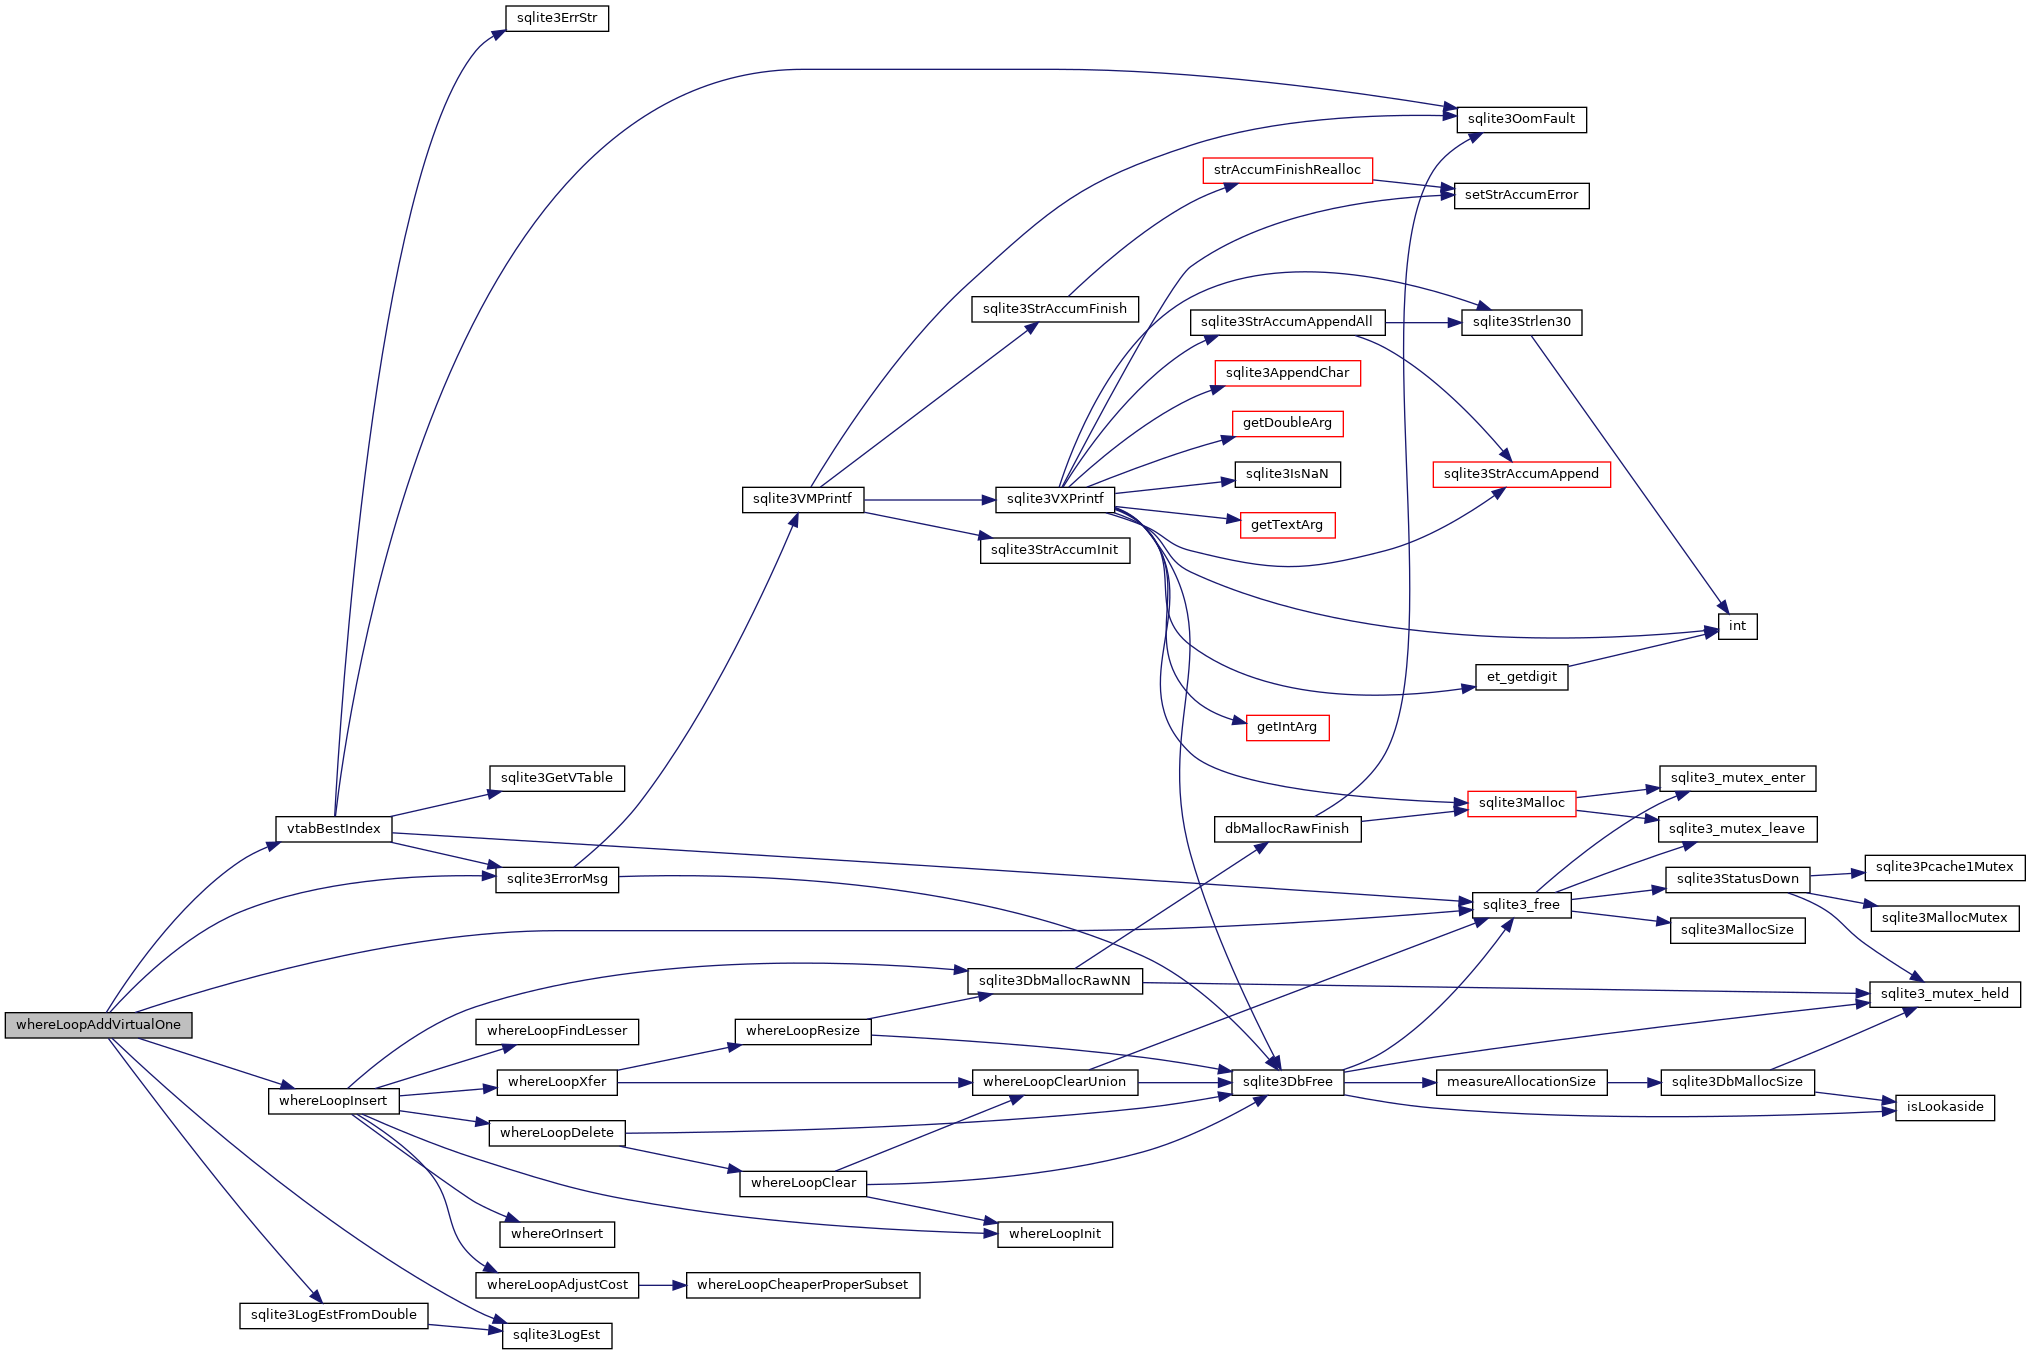 sqlite3ErrStr
sqlite3OomFault
strAccumFinishRealloc
setStrAccumError
sqlite3StrAccumFinish
sqlite3StrAccumAppendAll
sqlite3Strlen30
sqlite3AppendChar
getDoubleArg
sqlite3IsNaN
sqlite3StrAccumAppend
sqlite3VMPrintf
sqlite3VXPrintf
getTextArg
sqlite3StrAccumInit
int
et_getdigit
getIntArg
sqlite3GetVTable
sqlite3_mutex_enter
sqlite3Malloc
vtabBestIndex
dbMallocRawFinish
sqlite3_mutex_leave
sqlite3Pcache1Mutex
sqlite3ErrorMsg
sqlite3StatusDown
sqlite3_free
sqlite3MallocMutex
sqlite3MallocSize
sqlite3DbMallocRawNN
sqlite3_mutex_held
whereLoopAddVirtualOne
whereLoopFindLesser
whereLoopResize
whereLoopXfer
whereLoopClearUnion
sqlite3DbFree
measureAllocationSize
sqlite3DbMallocSize
whereLoopInsert
isLookaside
whereLoopDelete
whereLoopClear
whereOrInsert
whereLoopInit
whereLoopAdjustCost
whereLoopCheaperProperSubset
sqlite3LogEstFromDouble
sqlite3LogEst